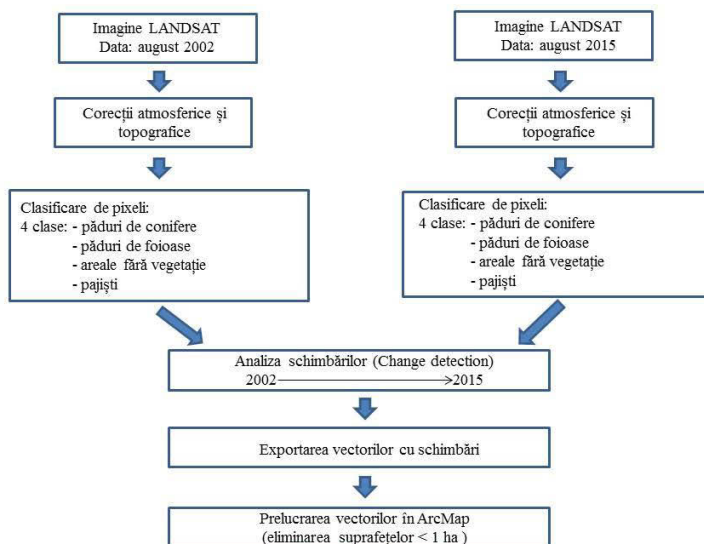 Imagine LANDSAT
Data: august 2002
Imagine LANDSAT
Data: august 2015
Corecții atmosferice și
topografice
Corecții atmosferice și
topografice
Clasificare de pixeli:
4 clase: - păduri de conifere
- păduri de foioase
- areale fără vegetație
- pajiști
Clasificare de pixeli:
4 clase: - păduri de conifere
- păduri de foioase
- areale fără vegetație
- pajiști
Analiza schimbărilor (Change detection)
2002 2015
Exportarea vectorilor cu schimbări
Prelucrarea vectorilor în ArcMap
(eliminarea suprafețelor < 1 ha )